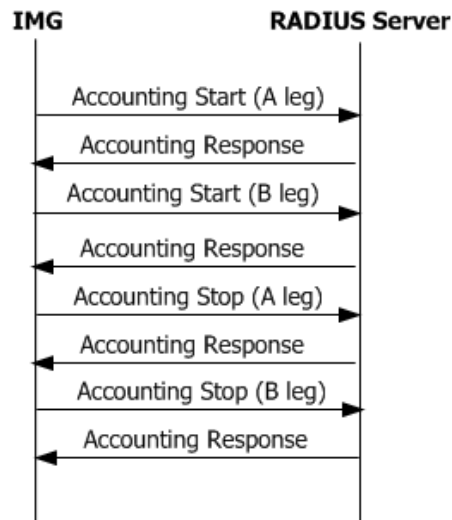 IMG RADIUS Server
Accounting Start (A leg)
Accounting Response
Accounting Start (B leg)
Accounting Response
Accounting Stop (A leg)
Accounting Response
Accounting Stop (B leg)
Accounting Response